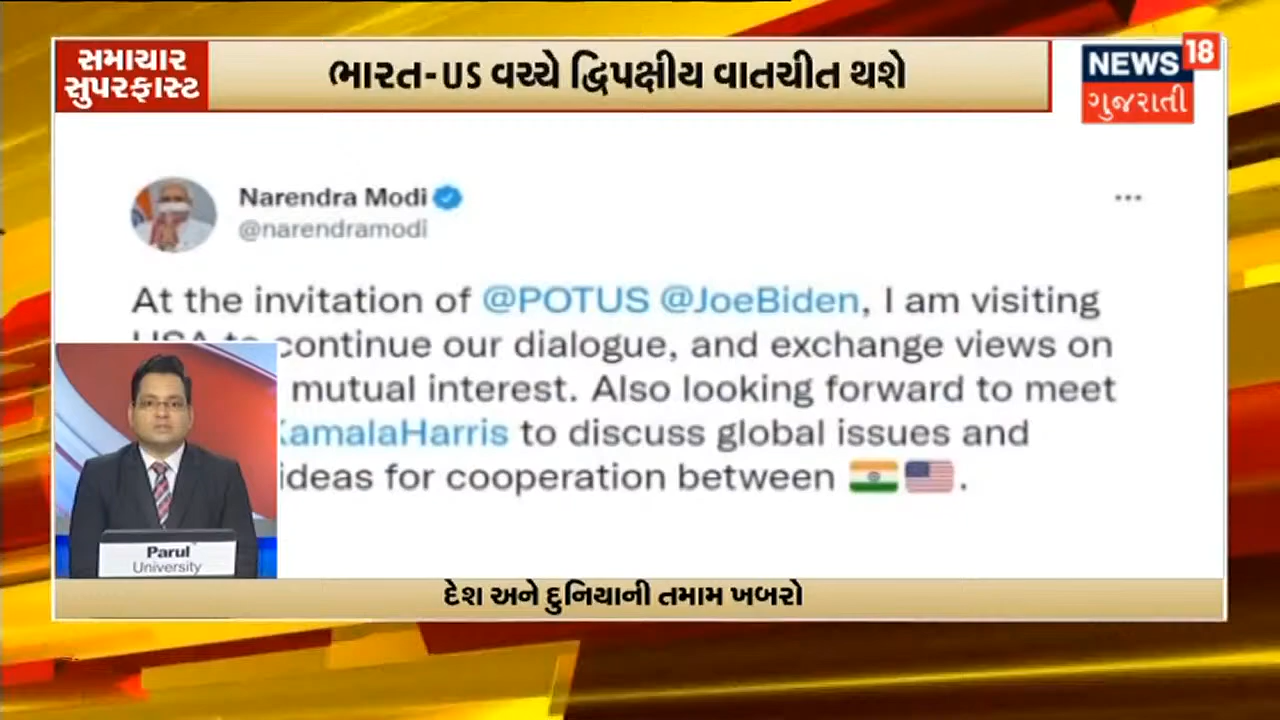 સમાચાર
સુપરફાસ્ટ
ભારત-US વચ્ચે દ્વિપક્ષીય વાતચીત થશે
NEWS 18
ગુજરાતી
Narendra Modi
@narendramodi
At the invitation of @POTUS @JoeBiden, I am visiting
continue our dialogue, and exchange views on
mutual interest. Also looking forward to meet
KamalaHarris to discuss global issues and
ideas for cooperation between 🇮🇳🇺🇸.
Parul
University
દેશ અને દુનિયાની તમામ ખબરો